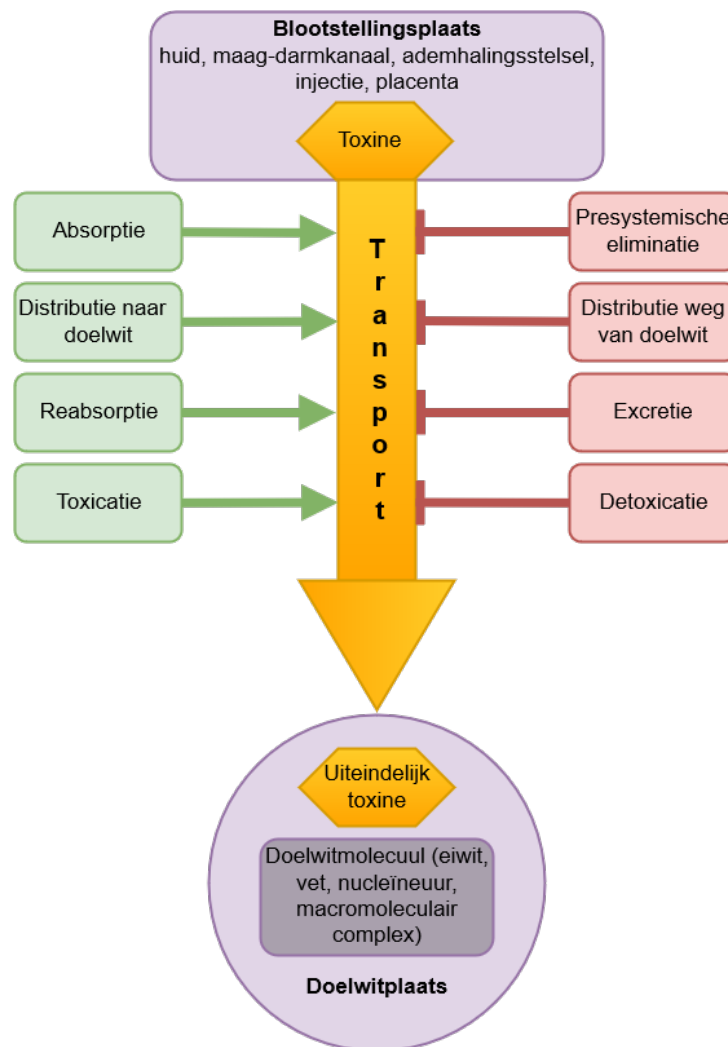 Blootstellingsplaats
huid, maag-darmkanaal, ademhalingsstelsel,
injectie, placenta
Toxine
Absorptie
Presystemische
eliminatie
Distributie naar
doelwit
Distributie weg
van doelwit
Reabsorptie
Excretie
Toxicatie
Detoxicatie
Transport
Uiteindelijk
toxine
Doelwitmolecuul (eiwit,
vet, nucleïneuur,
macromoleculair
complex)
Doelwitplaats